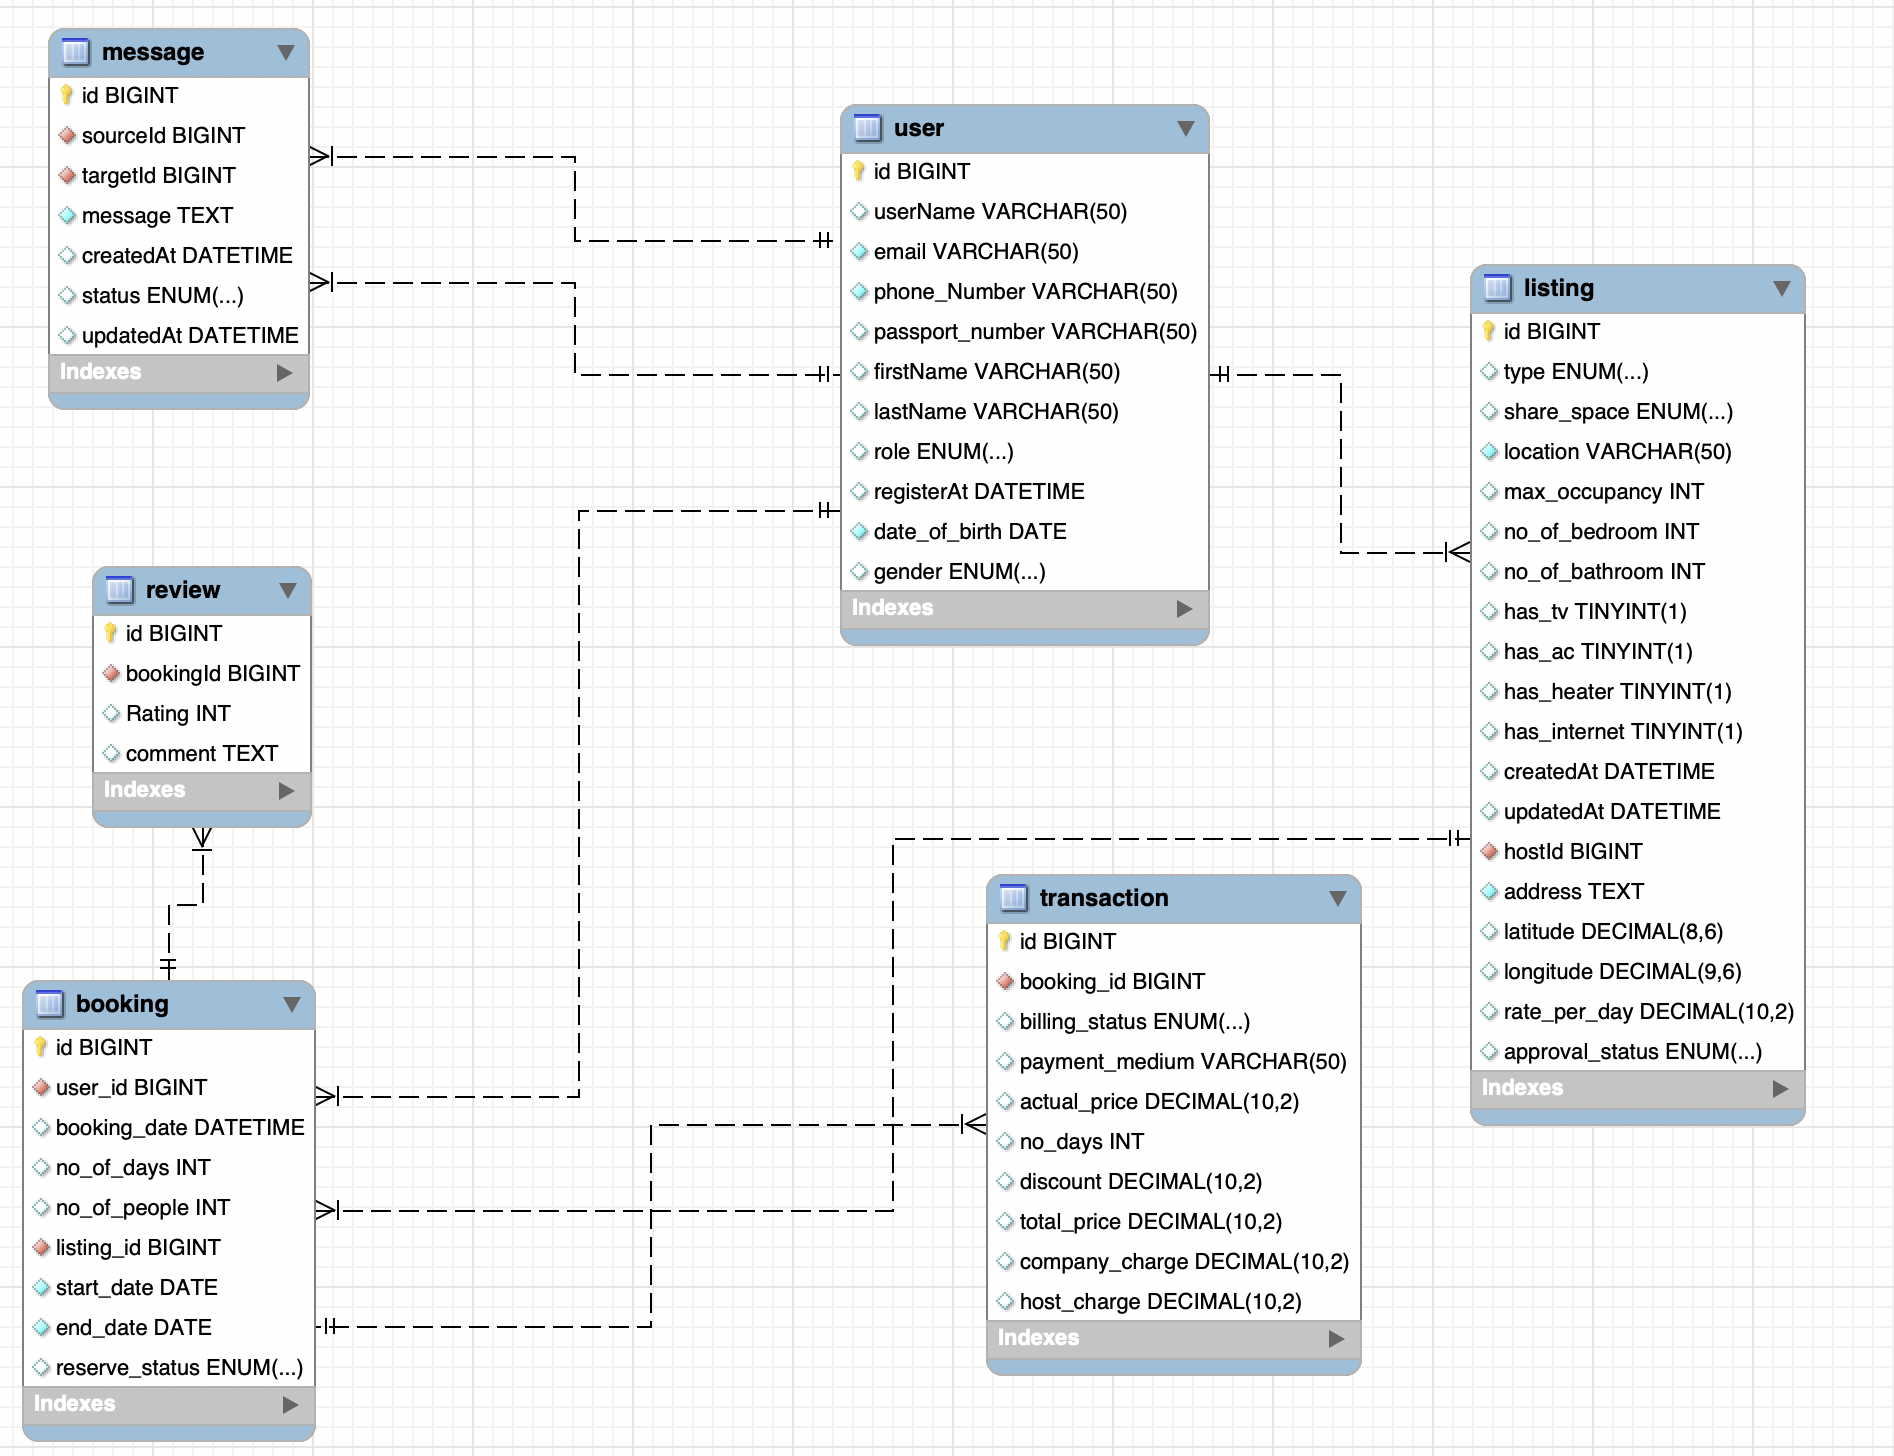 message
id BIGINT
sourceId BIGINT
targetId BIGINT
message TEXT
createdAt DATETIME
status ENUM(...)
updatedAt DATETIME
Indexes
user
id BIGINT
userName VARCHAR(50)
email VARCHAR(50)
phone_Number VARCHAR(50)
passport_number VARCHAR(50)
firstName VARCHAR(50)
lastName VARCHAR(50)
role ENUM(...)
registerAt DATETIME
date_of_birth DATE
gender ENUM(...)
Indexes
listing
id BIGINT
type ENUM(...)
share_space ENUM(...)
location VARCHAR(50)
max_occupancy INT
no_of_bedroom INT
no_of_bathroom INT
has_tv TINYINT(1)
has_ac TINYINT(1)
has_heater TINYINT(1)
has_internet TINYINT(1)
createdAt DATETIME
updatedAt DATETIME
hostId BIGINT
address TEXT
latitude DECIMAL(8,6)
longitude DECIMAL(9,6)
rate_per_day DECIMAL(10,2)
approval_status ENUM(...)
Indexes
review
id BIGINT
bookingId BIGINT
Rating INT
comment TEXT
Indexes
transaction
id BIGINT
booking_id BIGINT
billing_status ENUM(...)
payment_medium VARCHAR(50)
actual_price DECIMAL(10,2)
no_days INT
discount DECIMAL(10,2)
total_price DECIMAL(10,2)
company_charge DECIMAL(10,2)
host_charge DECIMAL(10,2)
Indexes
booking
id BIGINT
user_id BIGINT
booking_date DATETIME
no_of_days INT
no_of_people INT
listing_id BIGINT
start_date DATE
end_date DATE
reserve_status ENUM(...)
Indexes